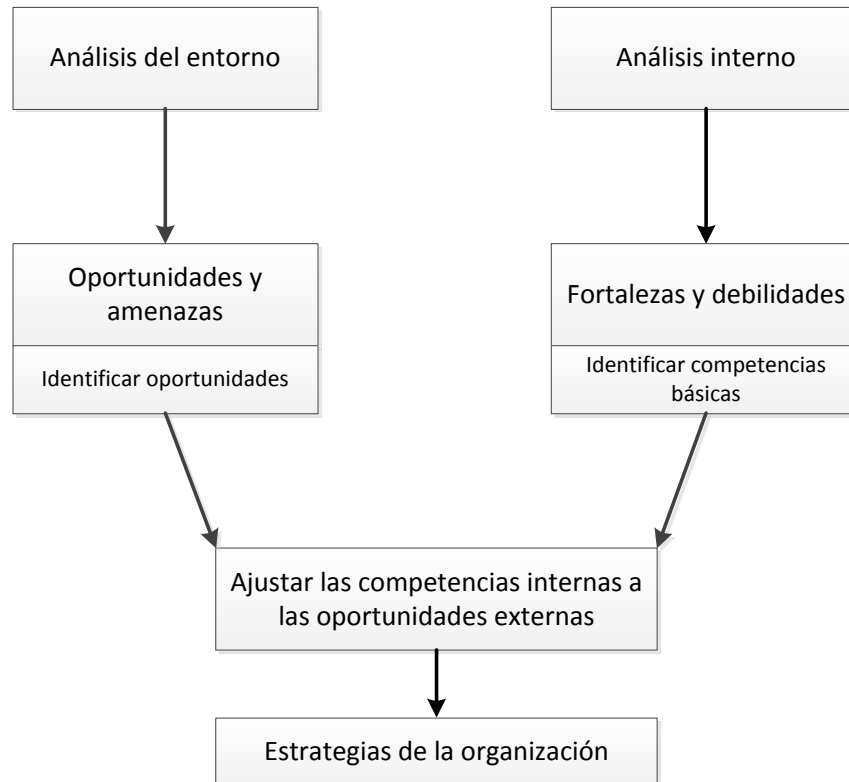 Análisis del entorno
Análisis interno
Oportunidades y
amenazas
Identificar oportunidades
Fortalezas y debilidades
Identificar competencias
básicas
Ajustar las competencias internas a
las oportunidades externas
Estrategias de la organización